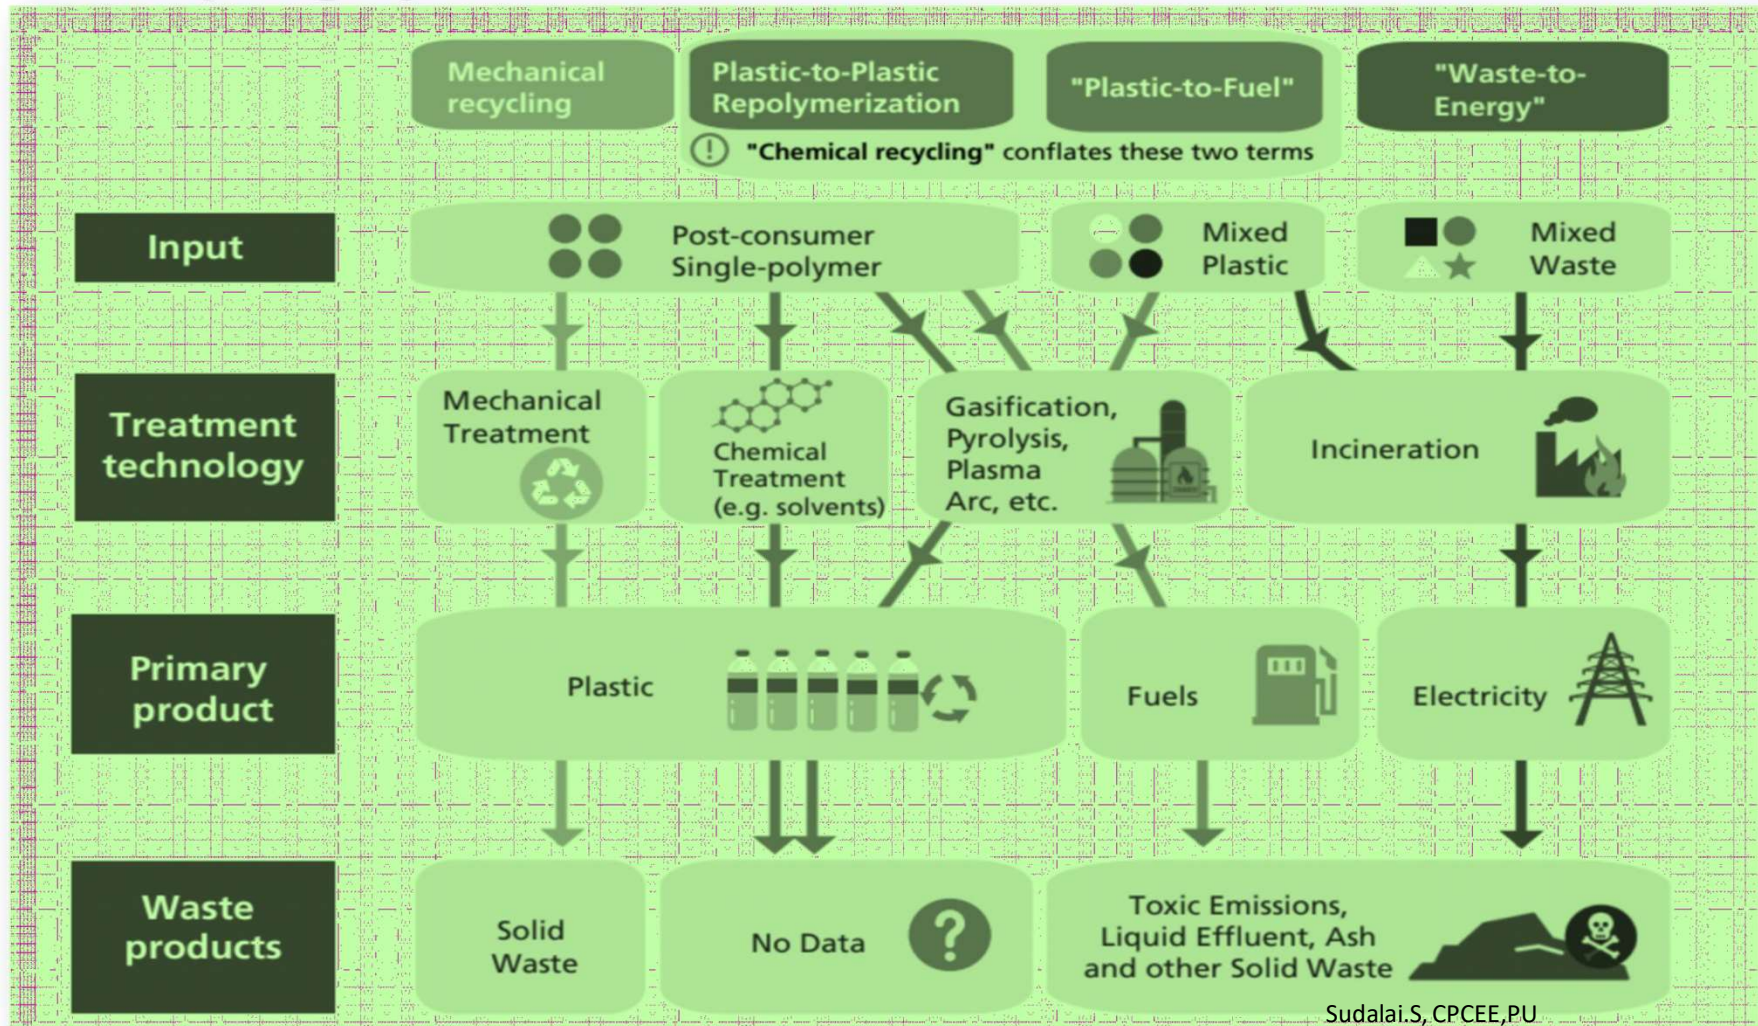 Mechanical
recycling
Plastic-to-Plastic
Repolymerization
"Plastic-to-Fuel"
"Waste-to-
Energy"
"Chemical recycling" conflates these two terms
Input
Post-consumer
Single-polymer
Mixed
Plastic
Mixed
Waste
Treatment
technology
Mechanical
Treatment
Chemical
Treatment
(e.g. solvents)
Gasification,
Pyrolysis,
Plasma
Arc, etc.
Incineration
Primary
product
Plastic
Fuels
Electricity
Waste
products
Solid
Waste
No Data
?
Toxic Emissions,
Liquid Effluent, Ash
and other Solid Waste
Sudalai.S, CPCEE,PU